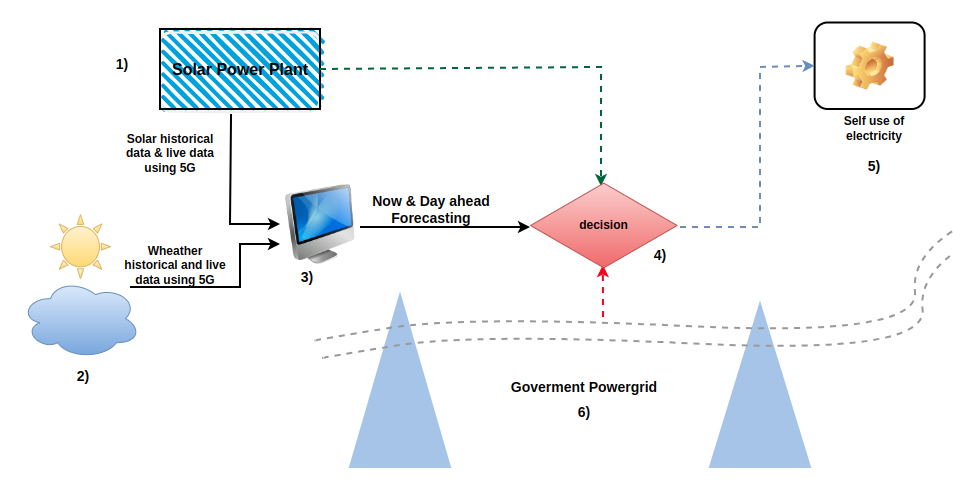 1)
Solar Power Plant
Solar historical
data & live data
using 5G
Wheather
historical and live
data using 5G
2)
3)
Now & Day ahead
Forecasting
decision
4)
Self use of
electricity
5)
Goverment Powergrid
6)